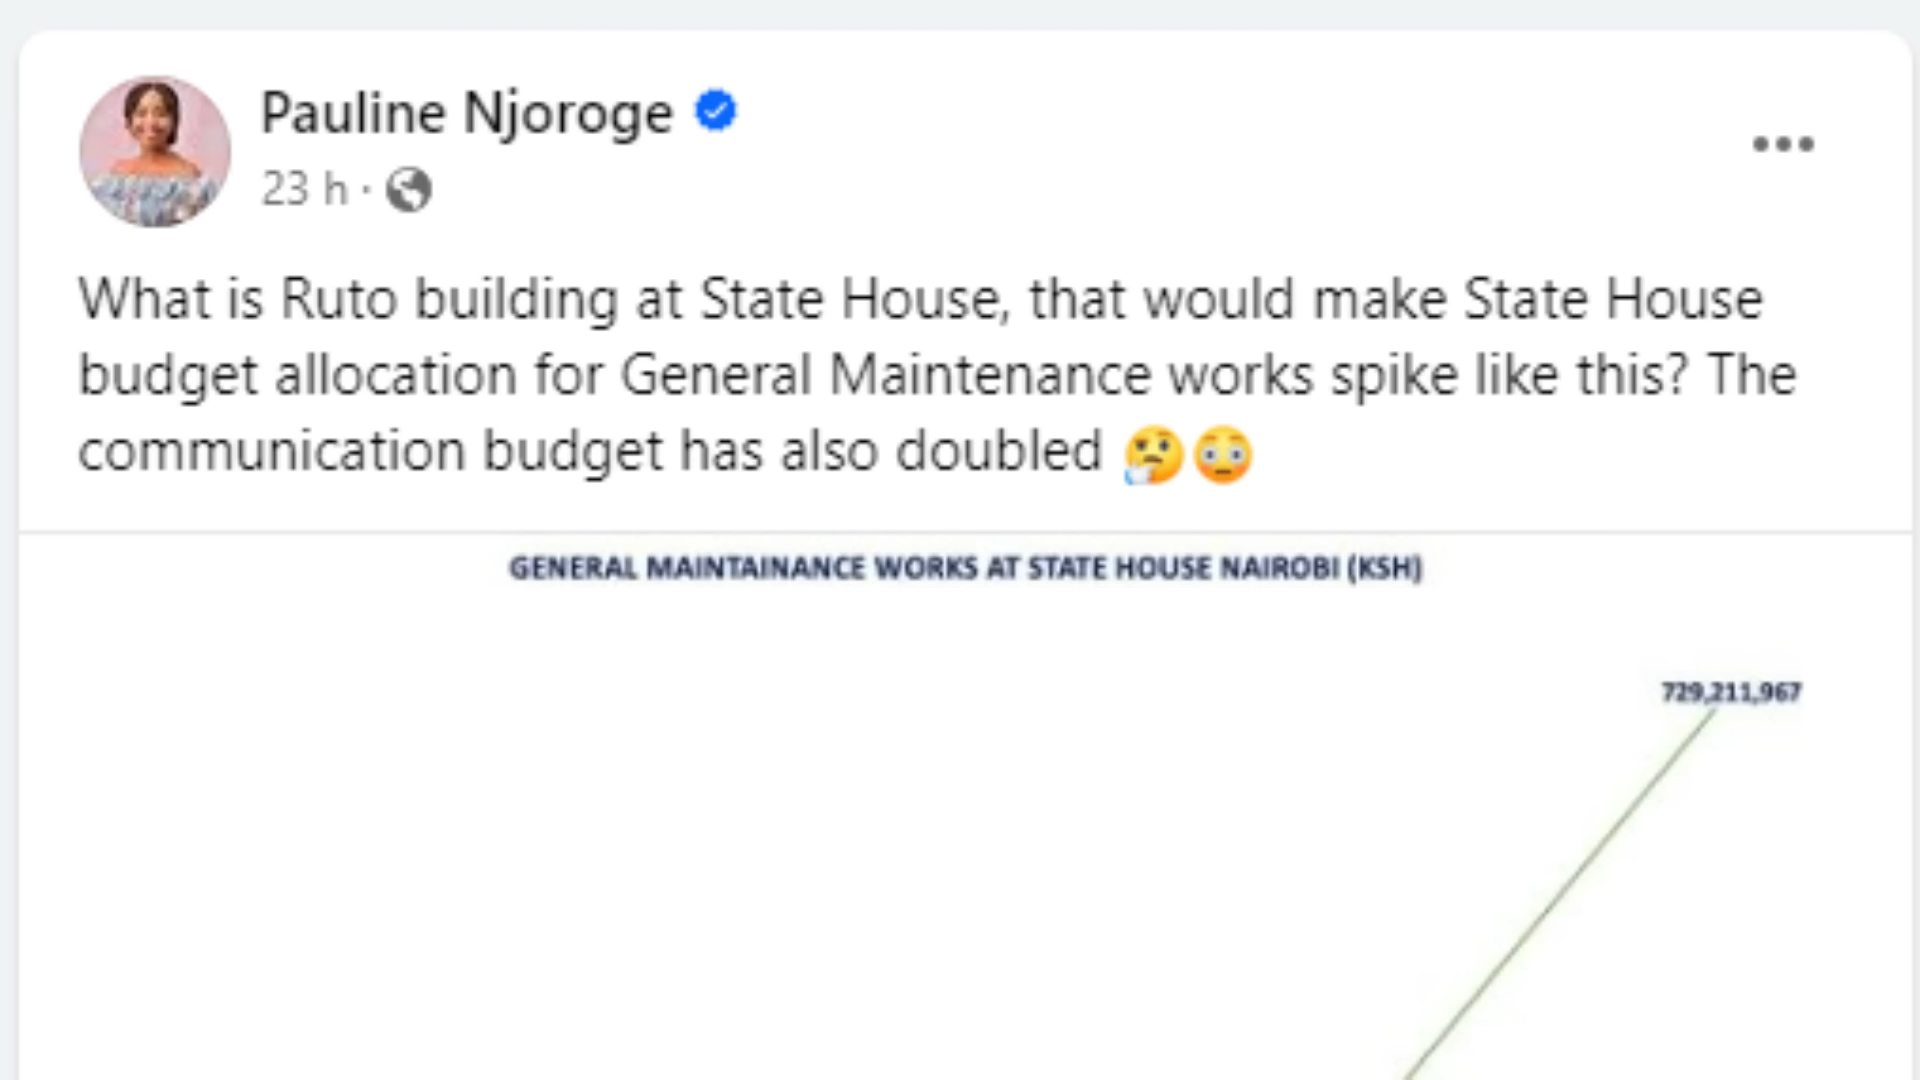 Pauline Njoroge
23 h ·
What is Ruto building at State House, that would make State House
budget allocation for General Maintenance works spike like this? The
communication budget has also doubled 🤔😳
GENERAL MAINTAINANCE WORKS AT STATE HOUSE NAIROBI (KSH)
729,211,967